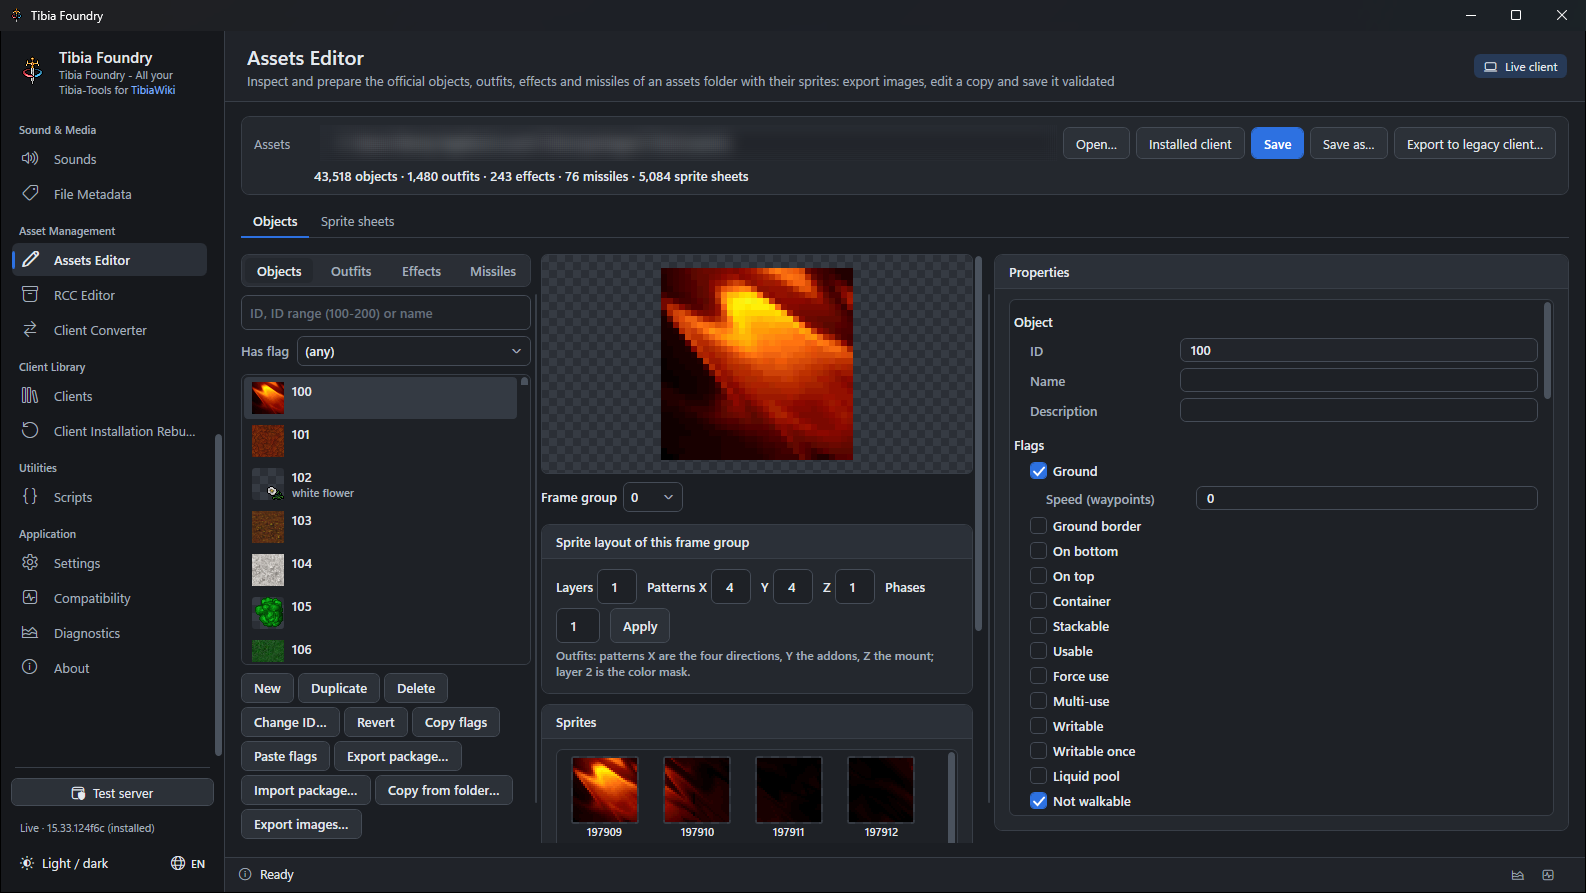 Tibia Foundry
Tibia Foundry
Tibia Foundry - All your
Tibia-Tools for TibiaWiki
Sound & Media
Sounds
File Metadata
Asset Management
Assets Editor
RCC Editor
Client Converter
Client Library
Clients
Client Installation Rebu...
Utilities
Scripts
Application
Settings
Compatibility
Diagnostics
About
Test server
Live · 15.33.124f6c (installed)
Light / dark
EN
Assets Editor
Inspect and prepare the official objects, outfits, effects and missiles of an assets folder with their sprites: export images, edit a copy and save it validated
Live client
Assets
Open...
Installed client
Save
Save as...
Export to legacy client...
43,518 objects · 1,480 outfits · 243 effects · 76 missiles · 5,084 sprite sheets
Objects
Sprite sheets
Objects
Outfits
Effects
Missiles
ID, ID range (100-200) or name
Has flag
(any)
100
101
102
white flower
103
104
105
106
New
Duplicate
Delete
Change ID...
Revert
Copy flags
Paste flags
Export package...
Import package...
Copy from folder...
Export images...
Frame group
0
Sprite layout of this frame group
Layers 1 Patterns X 4 Y 4 Z 1 Phases
1
Apply
Outfits: patterns X are the four directions, Y the addons, Z the mount;
layer 2 is the color mask.
Sprites
197909
197910
197911
197912
Properties
Object
ID
100
Name
Description
Flags
Ground
Speed (waypoints)
0
Ground border
On bottom
On top
Container
Stackable
Usable
Force use
Multi-use
Writable
Writable once
Liquid pool
Not walkable
Ready